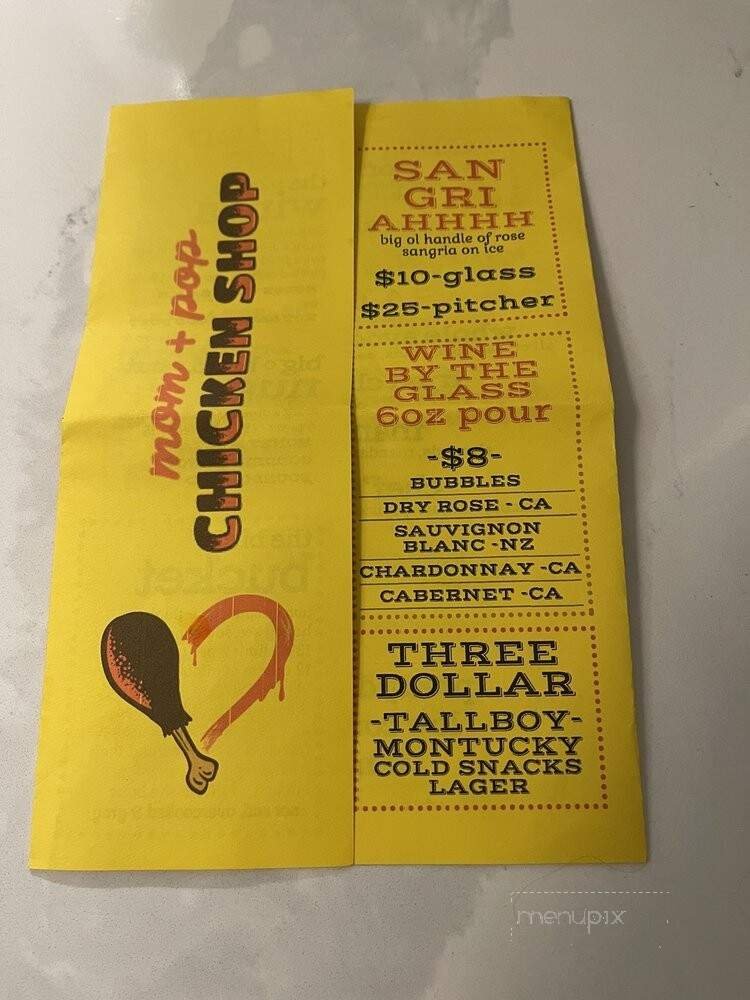 mom + pop
CHICKEN SHOP
SAN
GRI
AHHHHH
big ol handle of rose
sangria on ice
$10-glass
$25-pitcher
WINE
BY THE
GLASS
6oz pour
-$8-
BUBBLES
DRY ROSE - CA
SAUVIGNON
BLANC -NZ
CHARDONNAY -CA
CABERNET -CA
THREE
DOLLAR
-TALLBOY-
MONTUCKY
COLD SNACKS
LAGER
menupix